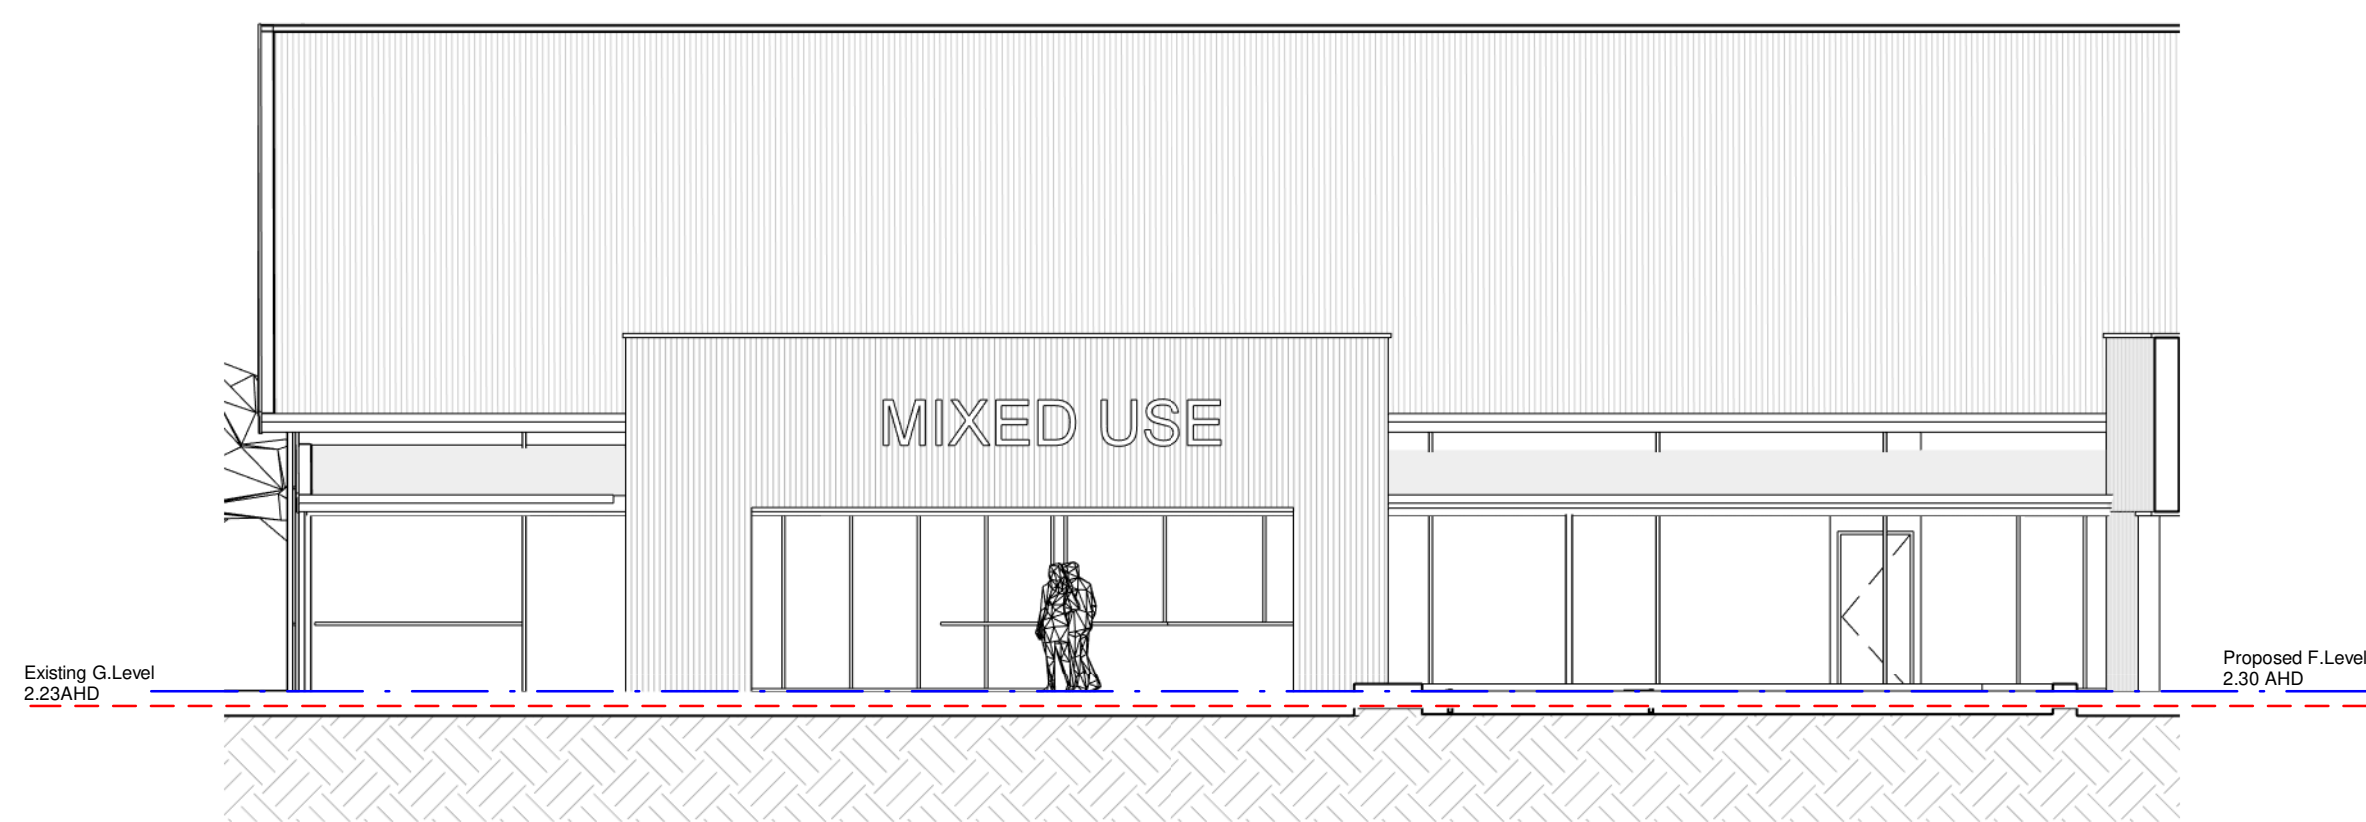 MIXED USE
Existing G.Level
2.23AHD
Proposed F.Level
2.30 AHD